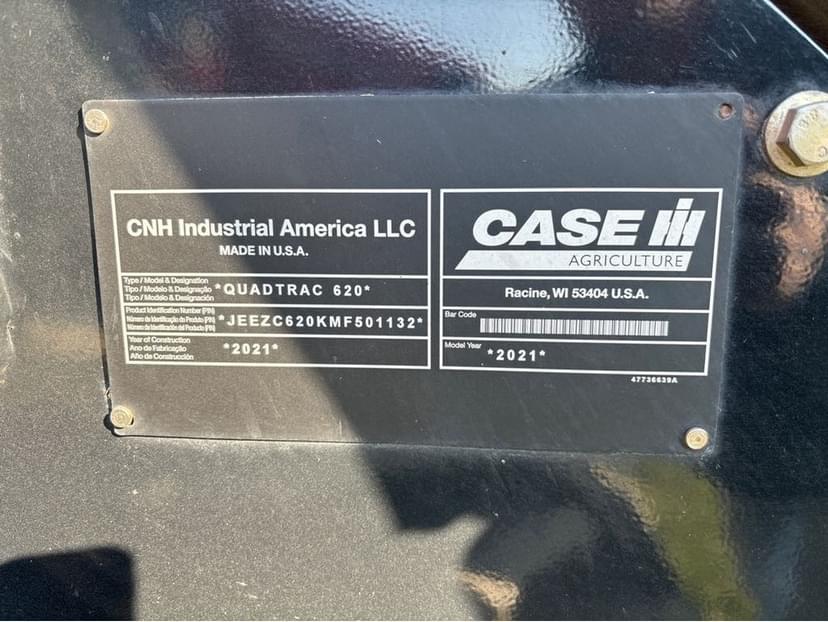 CNH Industrial America LLC
MADE IN U.S.A.
Type / Model & Designation
Tipo / Modelo & Designação
Tipo / Modelo & Designación
*QUADTRAC 620*
Product Identification Number (PIN)
Número de Identificação do Produto (PIN)
Número de Identificación del Producto (PIN)
*JEEZC620KMF501132*
Year of Construction
Ano de Fabricação
Año de Construcción
*2021*
CASE IH
AGRICULTURE
Racine, WI 53404 U.S.A.
Bar Code
Model Year
*2021*
47736639A